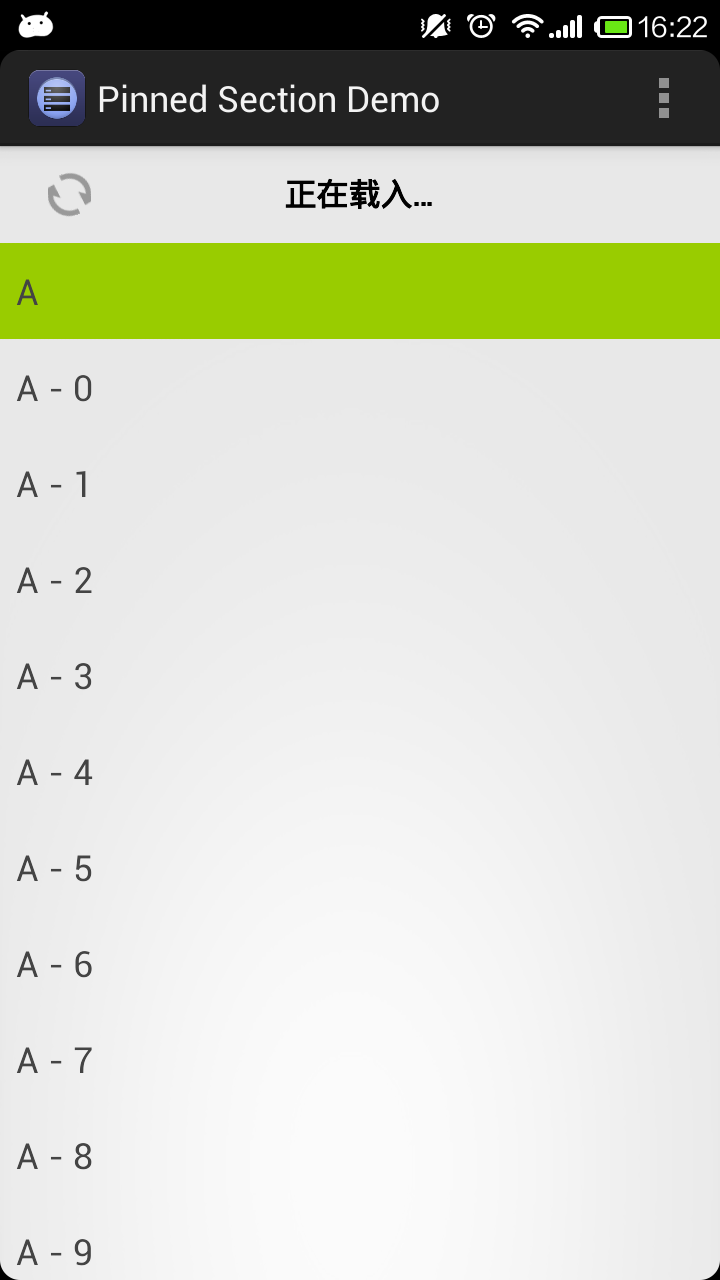 16:22
Pinned Section Demo
正在载入...
A
A - 0
A - 1
A - 2
A - 3
A - 4
A - 5
A - 6
A - 7
A - 8
A - 9